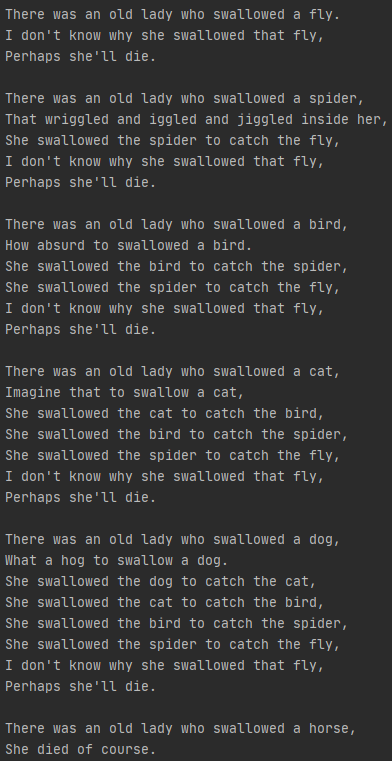 There was an old lady who swallowed a fly.
I don't know why she swallowed that fly,
Perhaps she'll die.

There was an old lady who swallowed a spider,
That wriggled and iggled and jiggled inside her,
She swallowed the spider to catch the fly,
I don't know why she swallowed that fly,
Perhaps she'll die.

There was an old lady who swallowed a bird,
How absurd to swallowed a bird.
She swallowed the bird to catch the spider,
She swallowed the spider to catch the fly,
I don't know why she swallowed that fly,
Perhaps she'll die.

There was an old lady who swallowed a cat,
Imagine that to swallow a cat,
She swallowed the cat to catch the bird,
She swallowed the bird to catch the spider,
She swallowed the spider to catch the fly,
I don't know why she swallowed that fly,
Perhaps she'll die.

There was an old lady who swallowed a dog,
What a hog to swallow a dog.
She swallowed the dog to catch the cat,
She swallowed the cat to catch the bird,
She swallowed the bird to catch the spider,
She swallowed the spider to catch the fly,
I don't know why she swallowed that fly,
Perhaps she'll die.

There was an old lady who swallowed a horse,
She died of course.